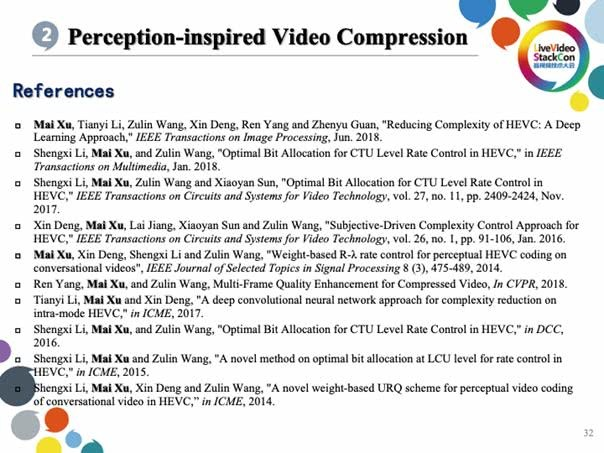 2 Perception-inspired Video Compression
LiveVideo
StackCon
音视频技术大会
References
Mai Xu, Tianyi Li, Zulin Wang, Xin Deng, Ren Yang and Zhenyu Guan, "Reducing Complexity of HEVC: A Deep
Learning Approach," IEEE Transactions on Image Processing, Jun. 2018.
Shengxi Li, Mai Xu, and Zulin Wang, "Optimal Bit Allocation for CTU Level Rate Control in HEVC," in IEEE
Transactions on Multimedia, Jan. 2018.
Shengxi Li, Mai Xu, Zulin Wang and Xiaoyan Sun, "Optimal Bit Allocation for CTU Level Rate Control in
HEVC," IEEE Transactions on Circuits and Systems for Video Technology, vol. 27, no. 11, pp. 2409-2424, Nov.
2017.
Xin Deng, Mai Xu, Lai Jiang, Xiaoyan Sun and Zulin Wang, "Subjective-Driven Complexity Control Approach for
HEVC," IEEE Transactions on Circuits and Systems for Video Technology, vol. 26, no. 1, pp. 91-106, Jan. 2016.
Mai Xu, Xin Deng, Shengxi Li and Zulin Wang, "Weight-based R-λ rate control for perceptual HEVC coding on
conversational videos", IEEE Journal of Selected Topics in Signal Processing 8 (3), 475-489, 2014.
Ren Yang, Mai Xu, and Zulin Wang, Multi-Frame Quality Enhancement for Compressed Video, In CVPR, 2018.
Tianyi Li, Mai Xu and Xin Deng, "A deep convolutional neural network approach for complexity reduction on
intra-mode HEVC," in ICME, 2017.
Shengxi Li, Mai Xu, and Zulin Wang, "Optimal Bit Allocation for CTU Level Rate Control in HEVC," in DCC,
2016.
Shengxi Li, Mai Xu and Zulin Wang, "A novel method on optimal bit allocation at LCU level for rate control in
HEVC," in ICME, 2015.
Shengxi Li, Mai Xu, Xin Deng and Zulin Wang, "A novel weight-based URQ scheme for perceptual video coding
of conversational video in HEVC,” in ICME, 2014.
32